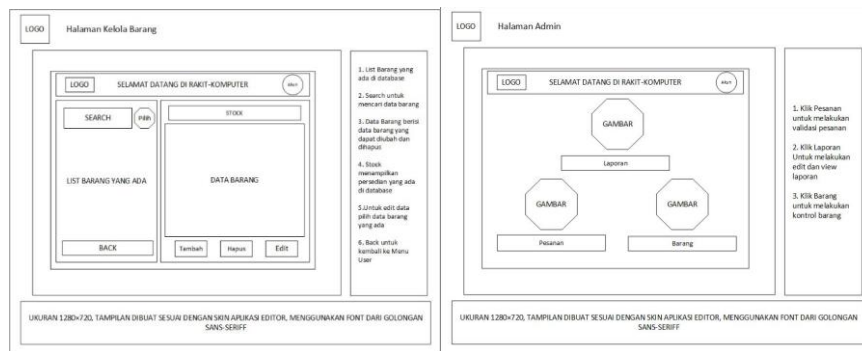 LOGO
Halaman Kelola Barang
LOGO
SELAMAT DATANG DI RAKIT-KOMPUTER
SEARCH
Pilih
STOCK
LIST BARANG YANG ADA
DATA BARANG
BACK
Tambah
Hapus
Edit
1. List Barang yang
ada di database
2. Search untuk
mencari data barang
3. Data Barang berisi
data barang yang
dapat diubah dan
dihapus
4. Stock
menampilkan
persedian yang ada
di database
5.Untuk edit data
pilih data barang
yang ada
6. Back untuk
kembali ke Menu
User
UKURAN 1280×720, TAMPILAN DIBUAT SESUAI DENGAN SKIN APLIKASI EDITOR, MENGGUNAKAN FONT DARI GOLONGAN
SANS-SERIFF
LOGO
Halaman Admin
LOGO
SELAMAT DATANG DI RAKIT-KOMPUTER
GAMBAR
Laporan
GAMBAR
GAMBAR
Pesanan
Barang
1. Klik Pesanan
untuk melakukan
validasi pesanan
2. Klik Laporan
Untuk melakukan
edit dan view
laporan
3. Klik Barang
untuk melakukan
kontrol barang
UKURAN 1280×720, TAMPILAN DIBUAT SESUAI DENGAN SKIN APLIKASI EDITOR, MENGGUNAKAN FONT DARI GOLONGAN
SANS-SERIFF